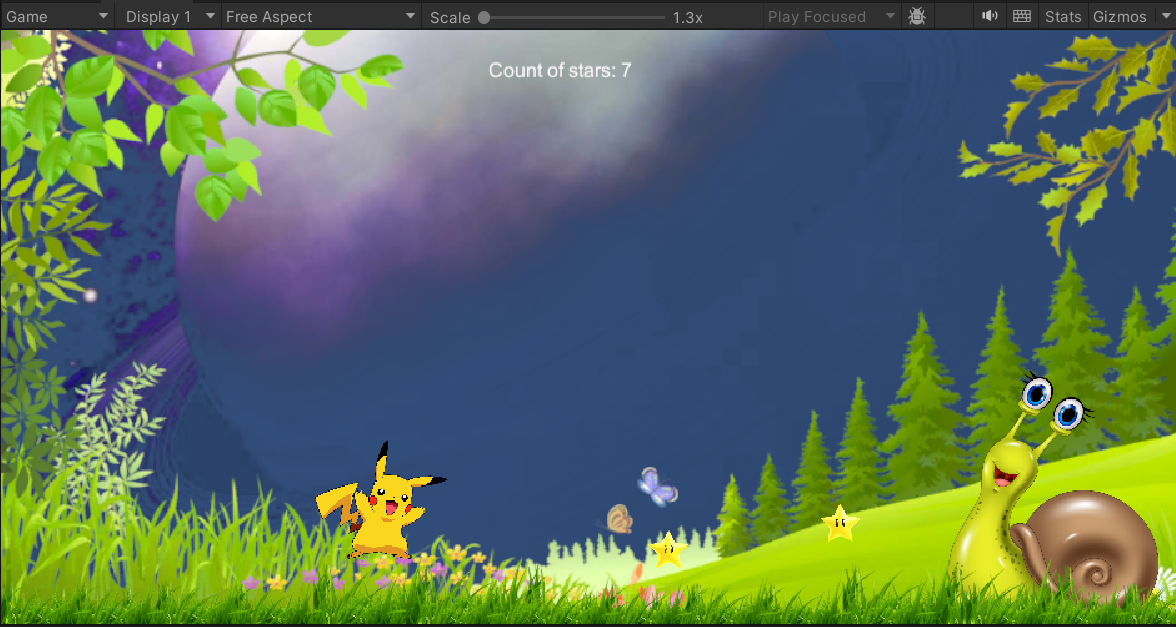 Game Display 1 Free Aspect Scale 1.3x Play Focused Stats Gizmos
Count of stars: 7